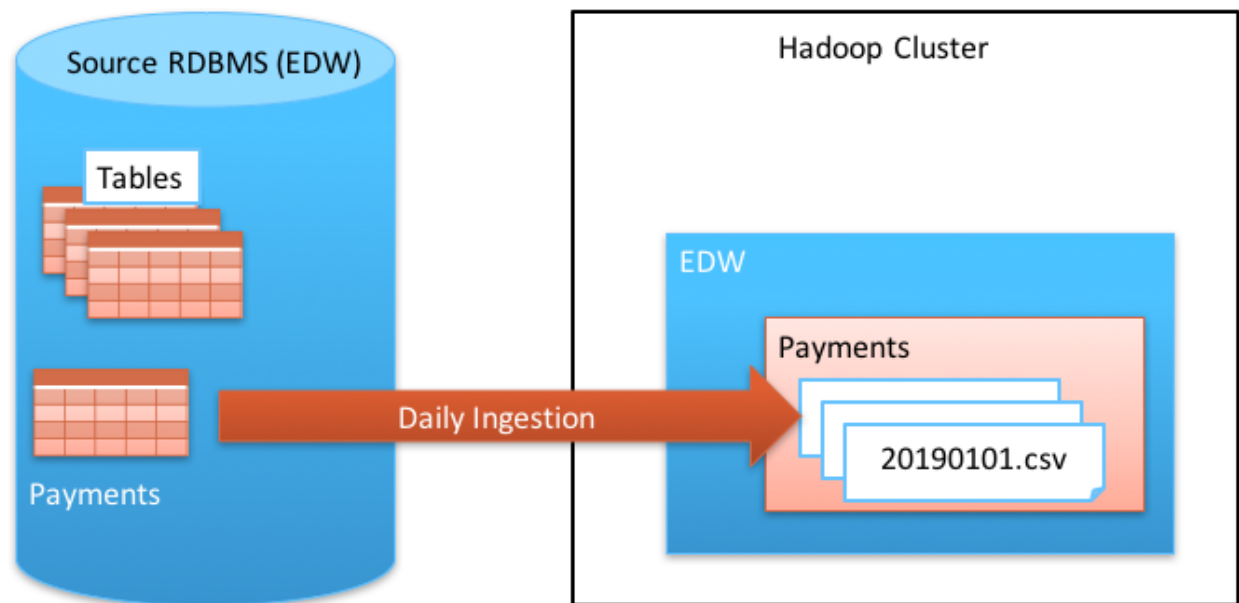 Source RDBMS (EDW)
Tables
Payments
Daily Ingestion
Hadoop Cluster
EDW
Payments
20190101.csv